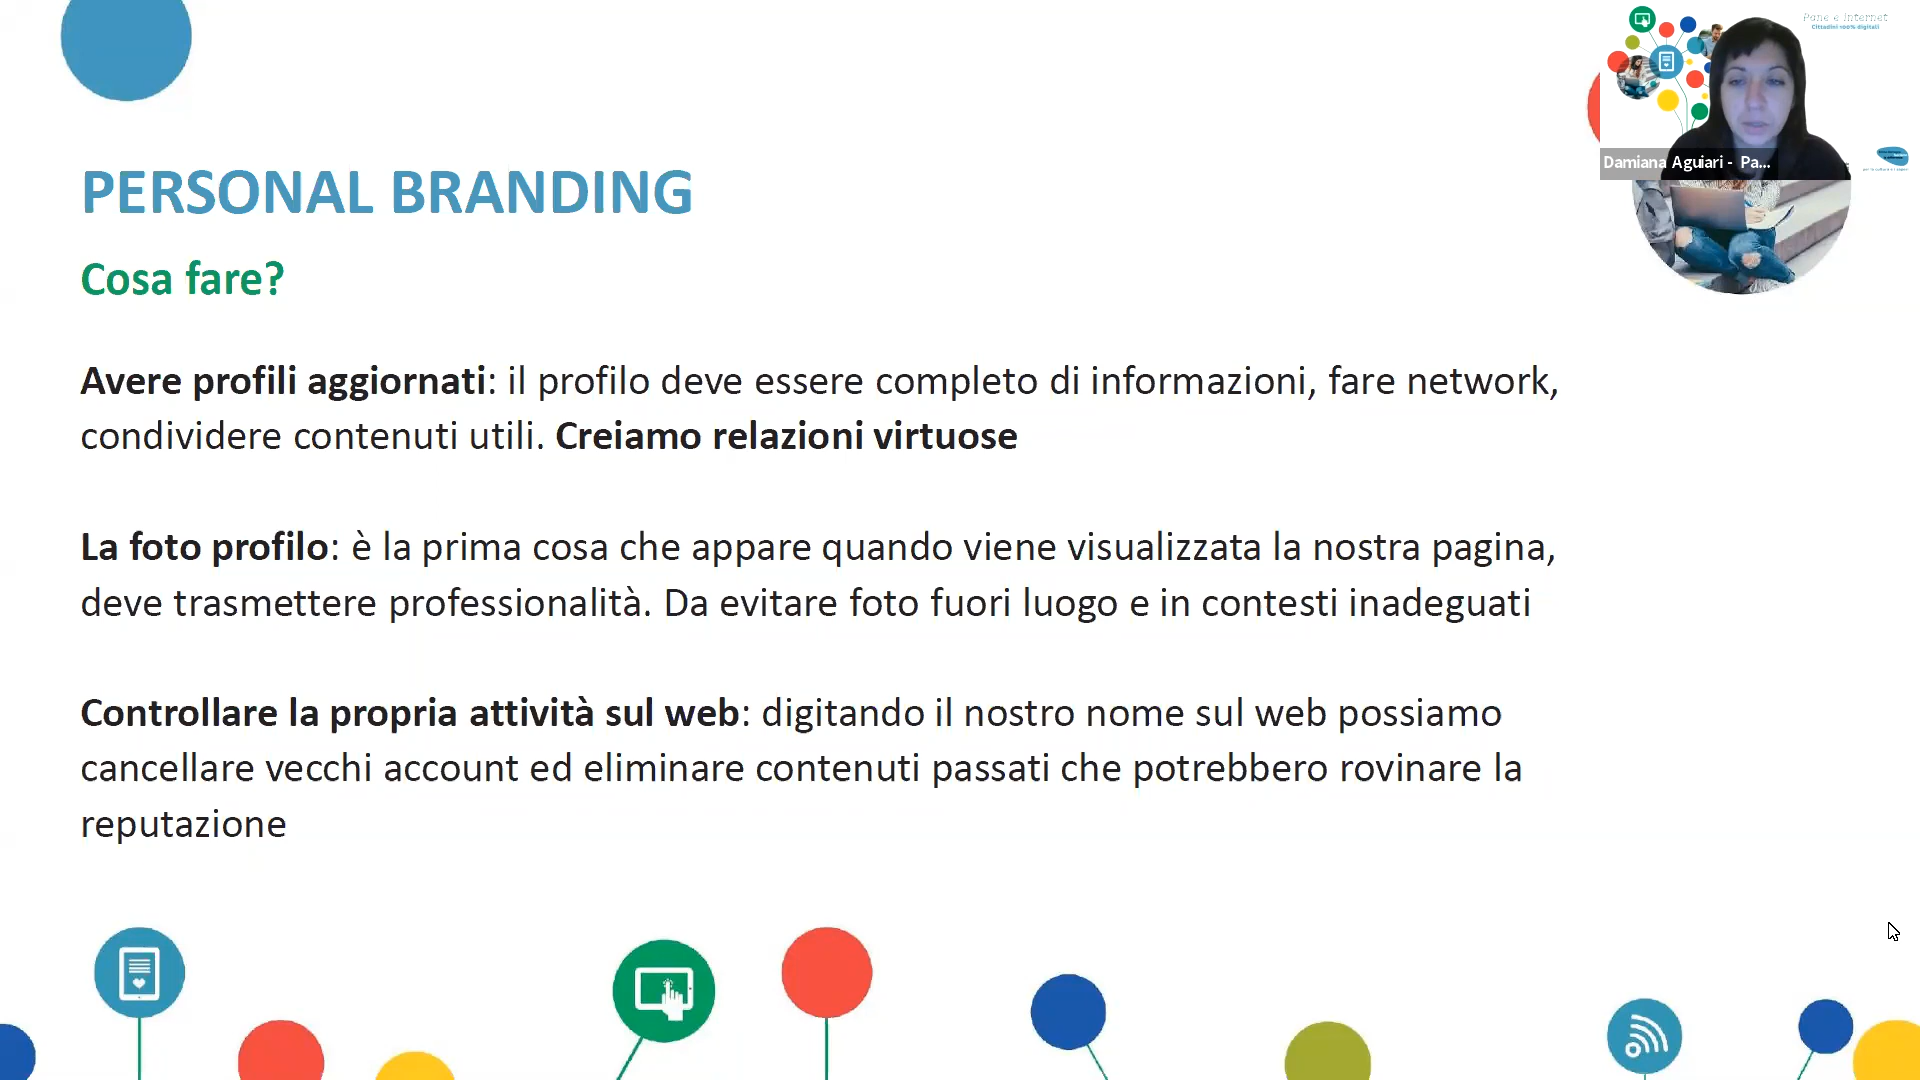 Pane e Internet
Cittadini 100% digitali
Damiana Aguiari - Pa...
PERSONAL BRANDING
Cosa fare?
Avere profili aggiornati: il profilo deve essere completo di informazioni, fare network,
condividere contenuti utili. Creiamo relazioni virtuose
La foto profilo: è la prima cosa che appare quando viene visualizzata la nostra pagina,
deve trasmettere professionalità. Da evitare foto fuori luogo e in contesti inadeguati
Controllare la propria attività sul web: digitando il nostro nome sul web possiamo
cancellare vecchi account ed eliminare contenuti passati che potrebbero rovinare la
reputazione